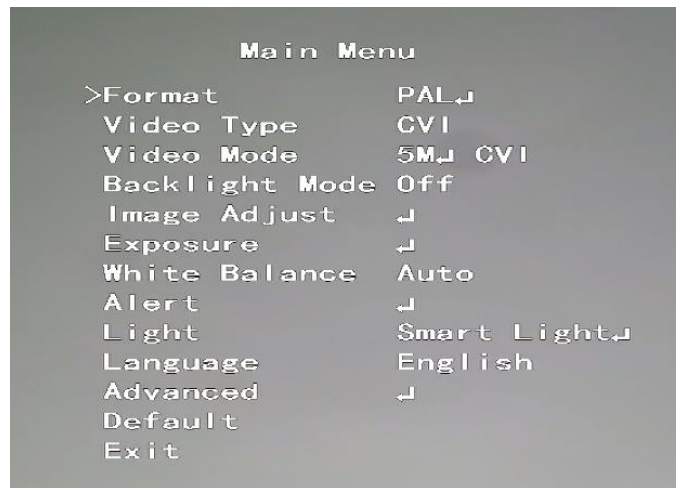 Main Menu
>Format PAL↵
Video Type CVI
Video Mode 5M↵ CVI
Backlight Mode Off
Image Adjust ↵
Exposure ↵
White Balance Auto
Alert ↵
Light Smart Light↵
Language English
Advanced ↵
Default
Exit